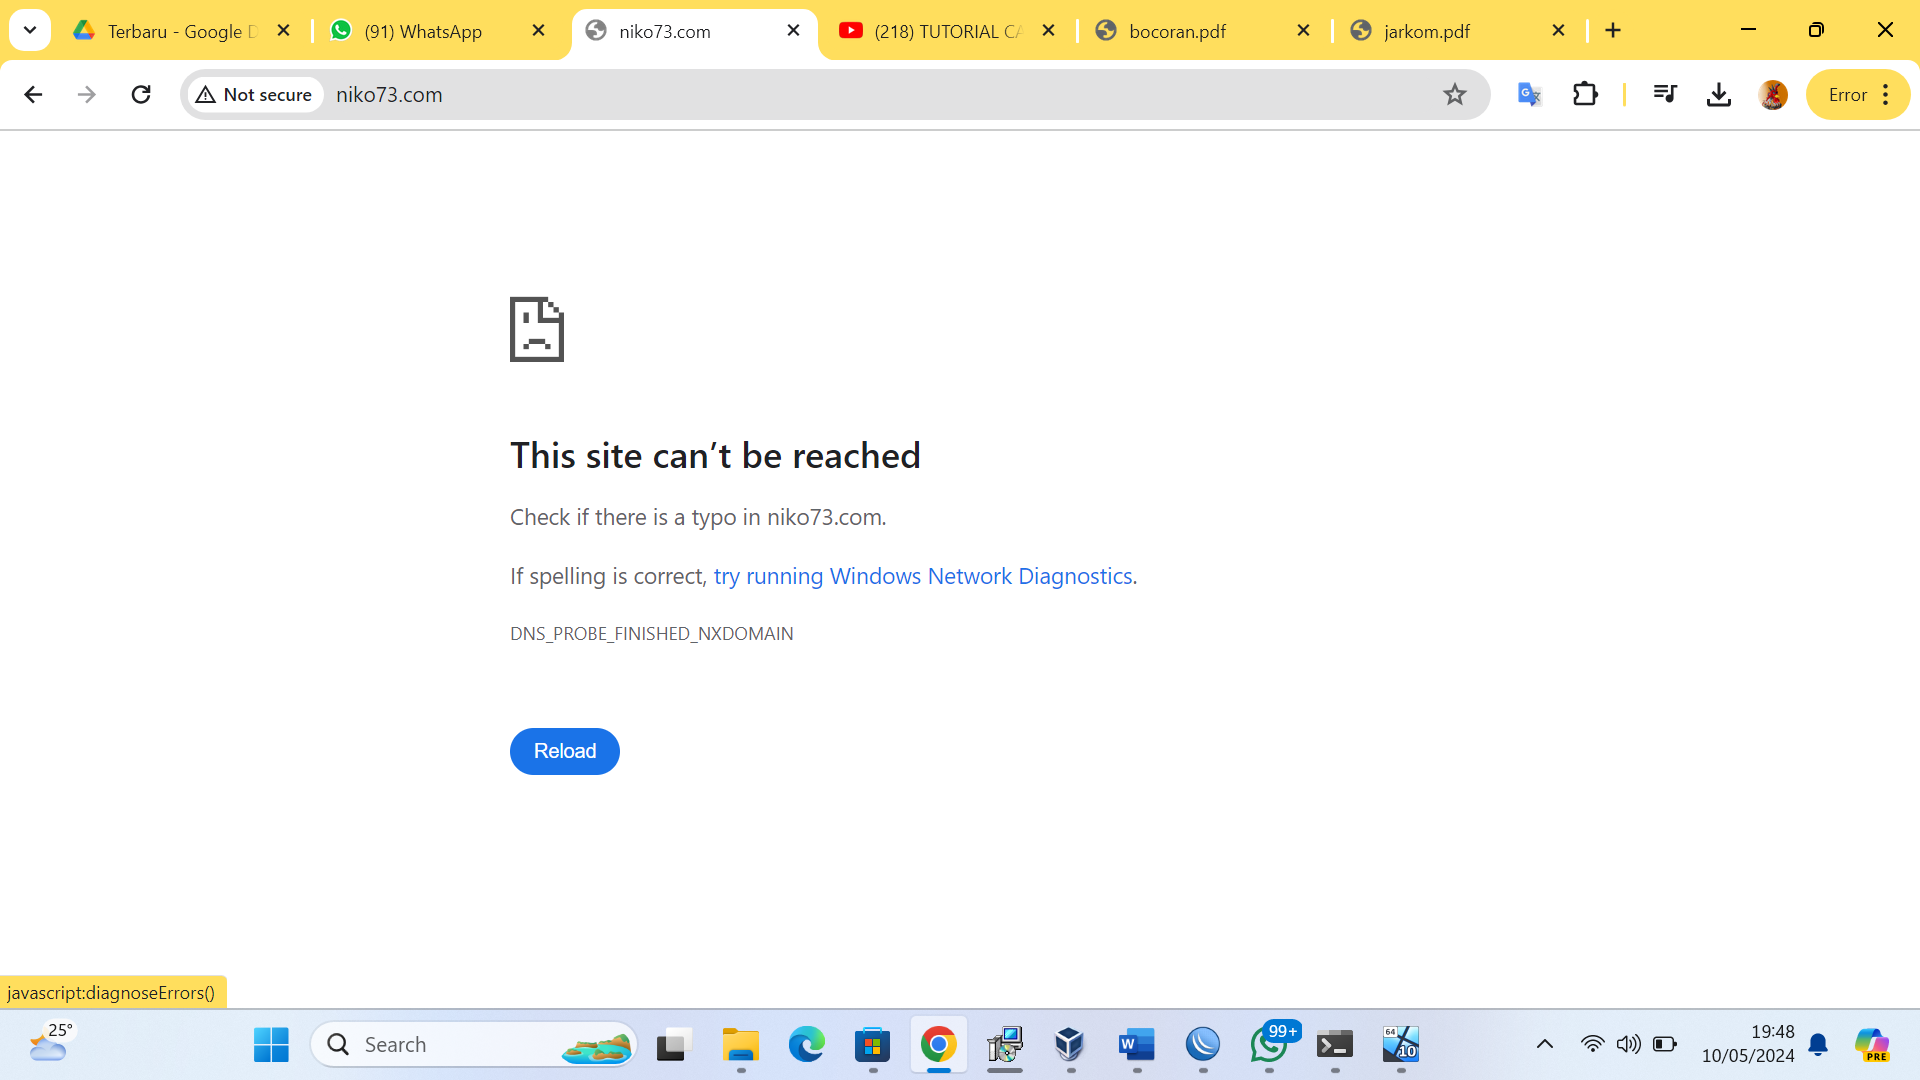 Terbaru - Google D
(91) WhatsApp
niko73.com
(218) TUTORIAL CA
bocoran.pdf
jarkom.pdf
Not secure
niko73.com
Error
This site can't be reached
Check if there is a typo in niko73.com.
If spelling is correct, try running Windows Network Diagnostics.
DNS_PROBE_FINISHED_NXDOMAIN
Reload
javascript:diagnoseErrors()
25°
Search
W
99+
64
10
19:48
10/05/2024
PRE